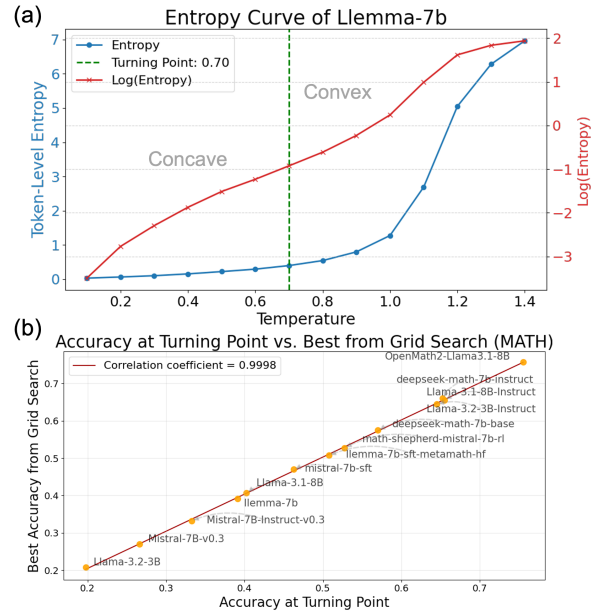 (a)
Entropy Curve of Llemma-7b
Entropy
Turning Point: 0.70
Log(Entropy)
Concave
Convex
Token-Level Entropy
7
6
5
4
3
2
1
0
2
1
0
−1
−2
−3
Log(Entropy)
0.2 0.4 0.6 0.8 1.0 1.2 1.4
Temperature
(b)
Accuracy at Turning Point vs. Best from Grid Search (MATH)
Correlation coefficient = 0.9998
OpenMath2-Llama3.1-8B
deepseek-math-7b-instruct
Llama-3.1-8B-Instruct
Llama-3.2-3B-Instruct
deepseek-math-7b-base
math-shepherd-mistral-7b-rl
llemma-7b-sft-metamath-hf
mistral-7b-sft
Llama-3.1-8B
llemma-7b
Mistral-7B-Instruct-v0.3
Mistral-7B-v0.3
Llama-3.2-3B
Best Accuracy from Grid Search
0.7
0.6
0.5
0.4
0.3
0.2
0.2 0.3 0.4 0.5 0.6 0.7
Accuracy at Turning Point